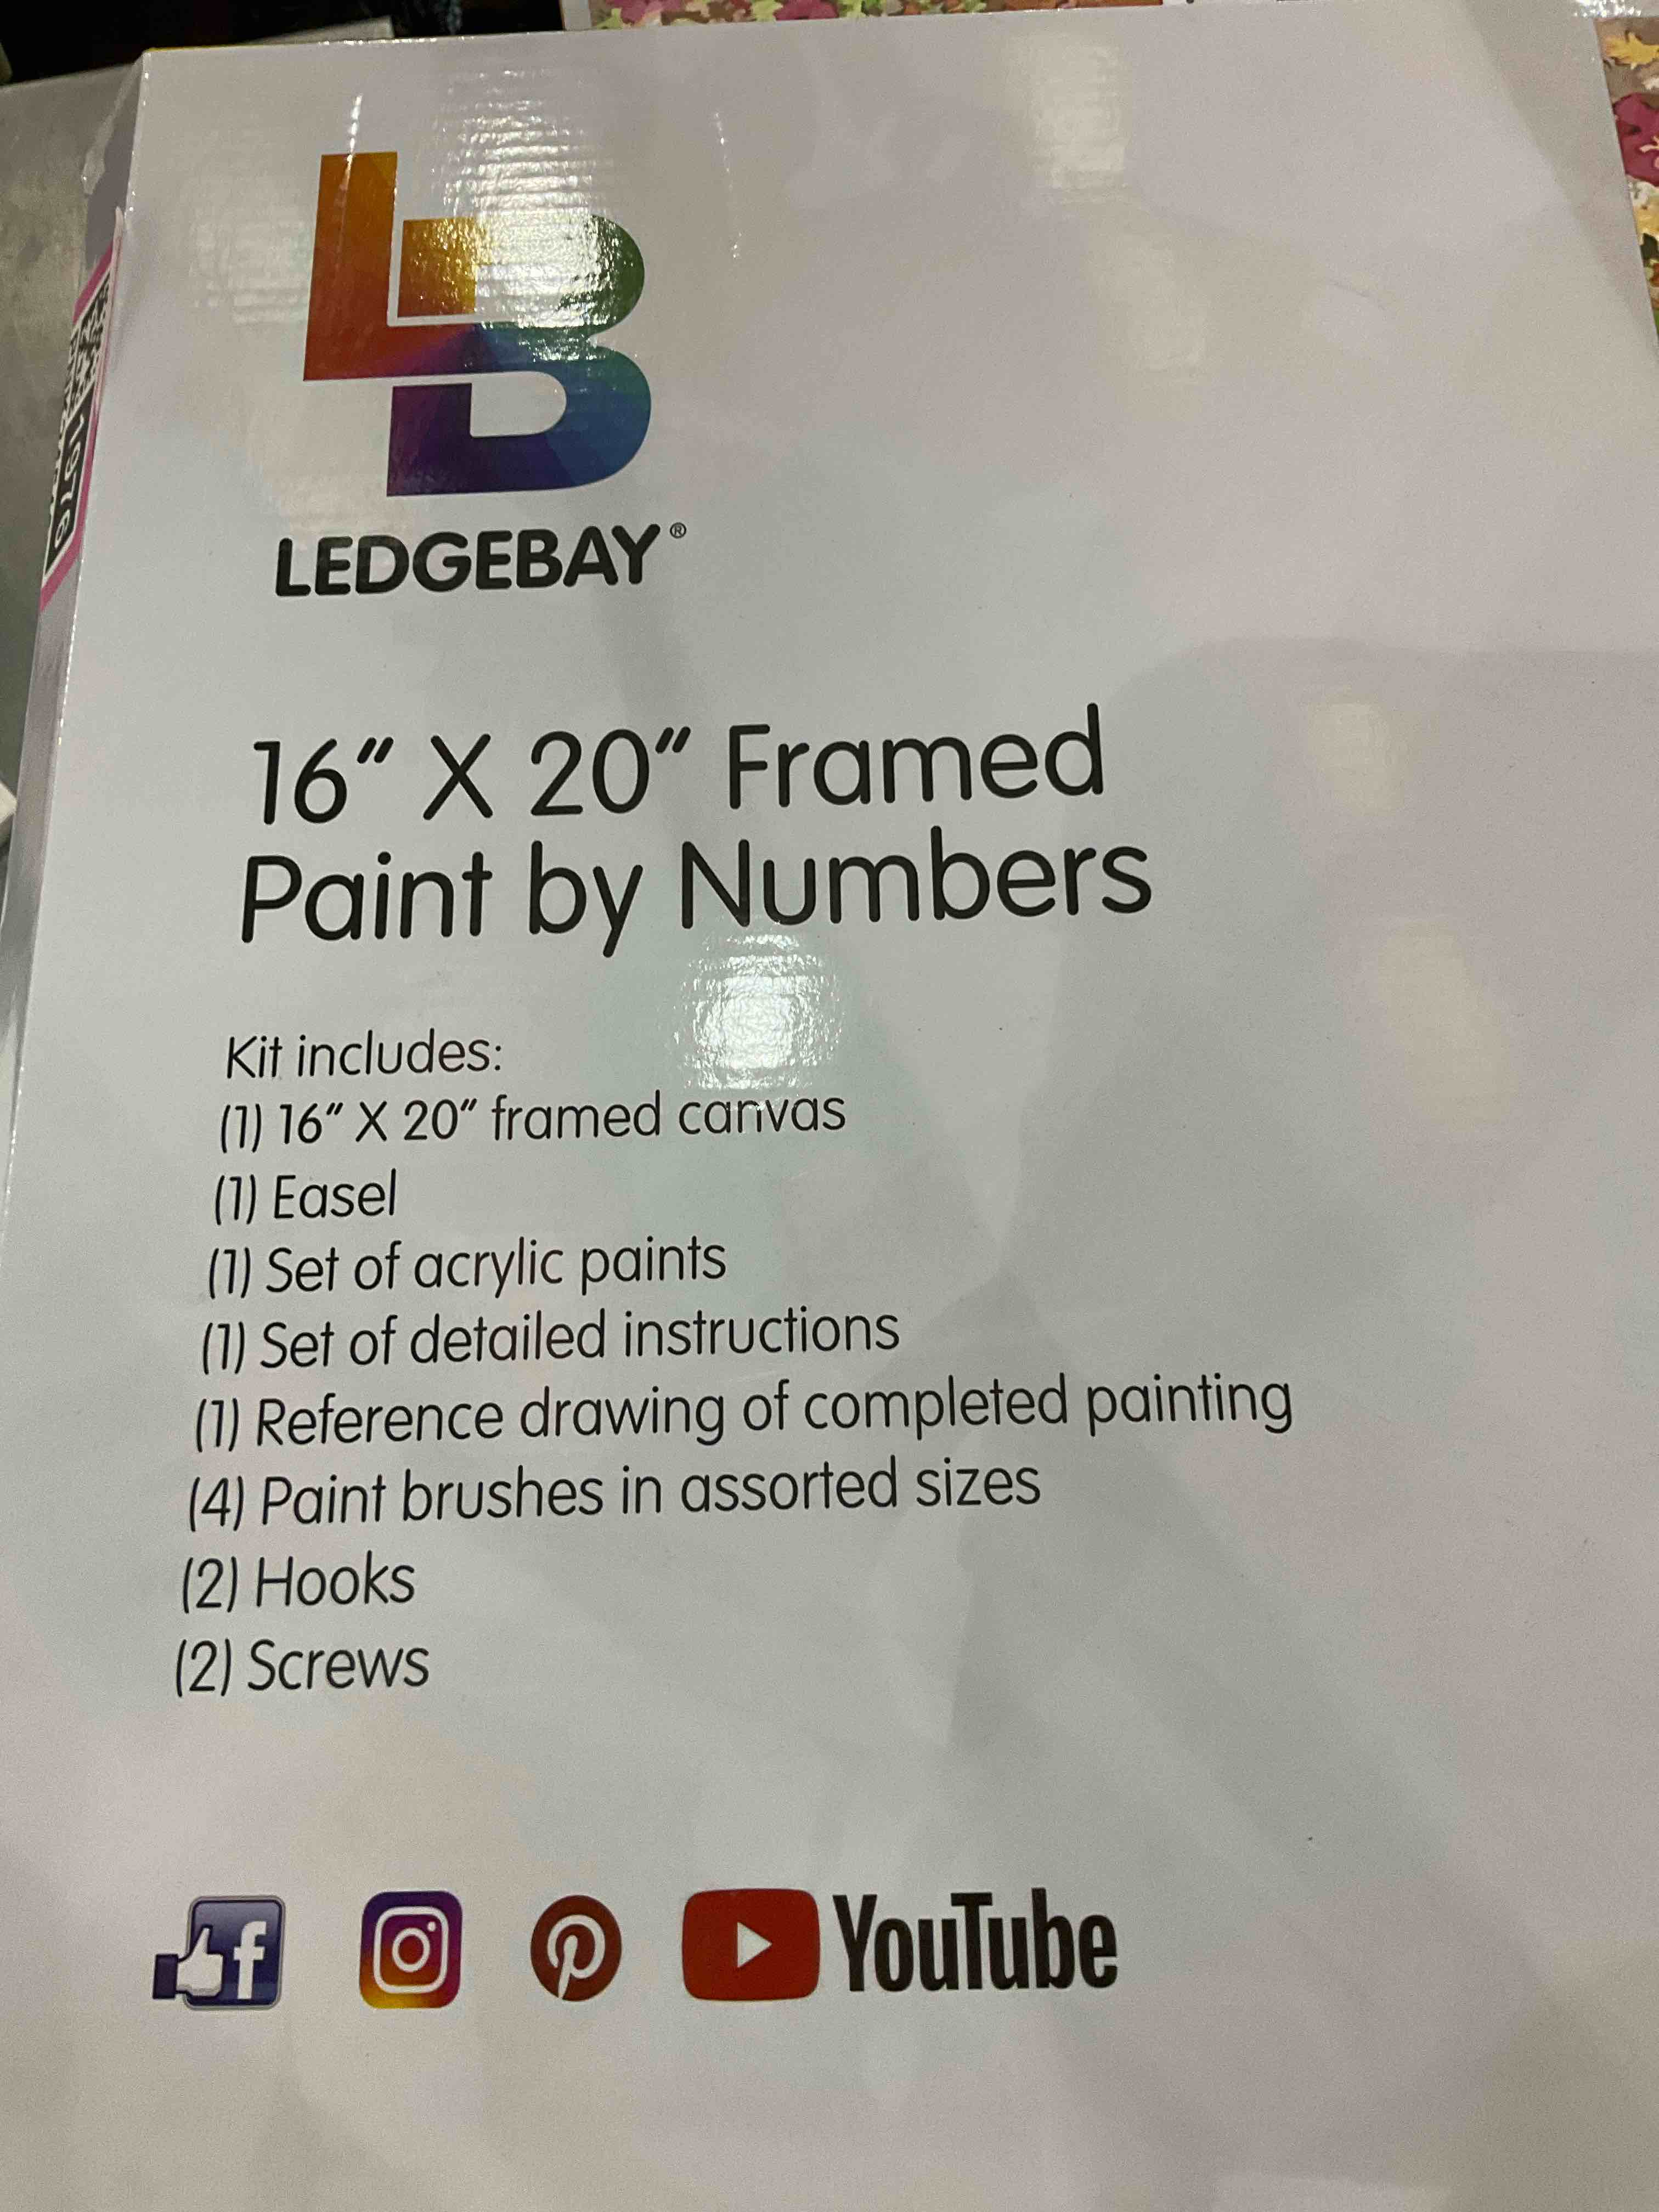 LB
LEDGEBAY®
16" X 20" Framed
Paint by Numbers
Kit includes:
(1) 16" X 20" framed canvas
(1) Easel
(1) Set of acrylic paints
(1) Set of detailed instructions
(1) Reference drawing of completed painting
(4) Paint brushes in assorted sizes
(2) Hooks
(2) Screws
f YouTube